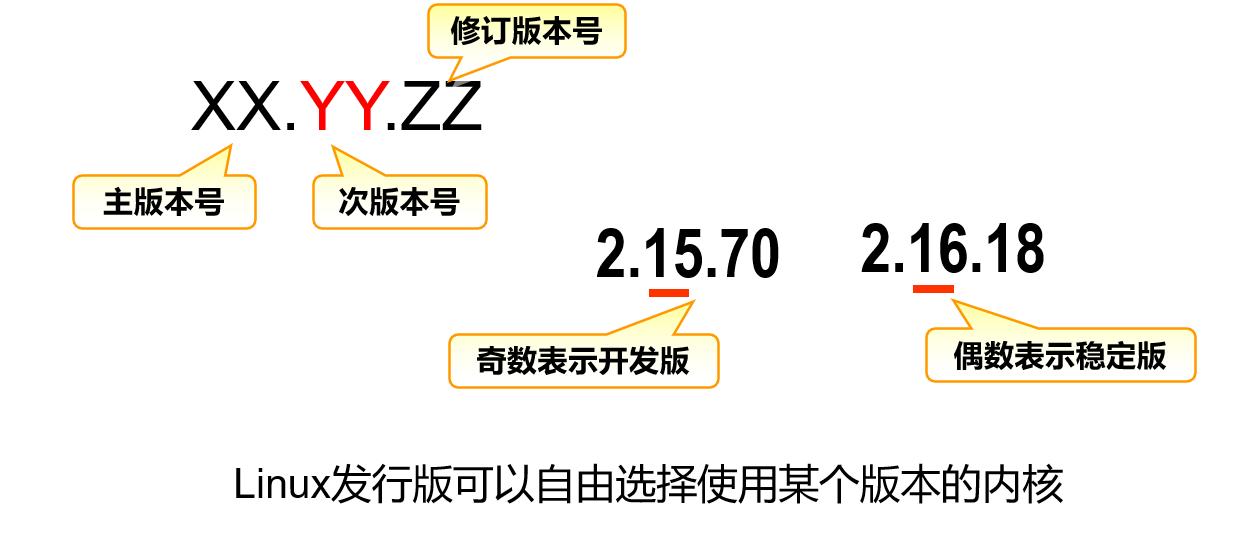 修订版本号
XX.YY.ZZ
主版本号
次版本号
2.15.70
2.16.18
奇数表示开发版
偶数表示稳定版
Linux发行版可以自由选择使用某个版本的内核